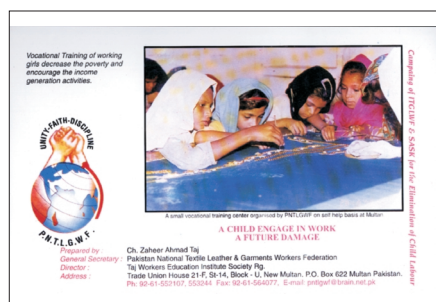 Vocational Training of working
girls decrease the poverty and
encourage the income
generation activities.
UNITY-FAITH-DISCIPLINE
P.N.T.L.G.W.F.
Compaing of ITGLWF & SASK for the Elimination of Child Labour
A small vocational training center organised by PNTLGWF on self help basis at Multan
A CHILD ENGAGE IN WORK
A FUTURE DAMAGE
Prepared by : Ch. Zaheer Ahmad Taj
General Secretary : Pakistan National Textile Leather & Garments Workers Federation
Director : Taj Workers Education Institute Society Rg.
Address : Trade Union House 21-F, St-14, Block - U, New Multan. P.O. Box 622 Multan Pakistan.
Ph: 92-61-552107, 553244 Fax: 92-61-564077, E-mail: pntlgwf@brain.net.pk